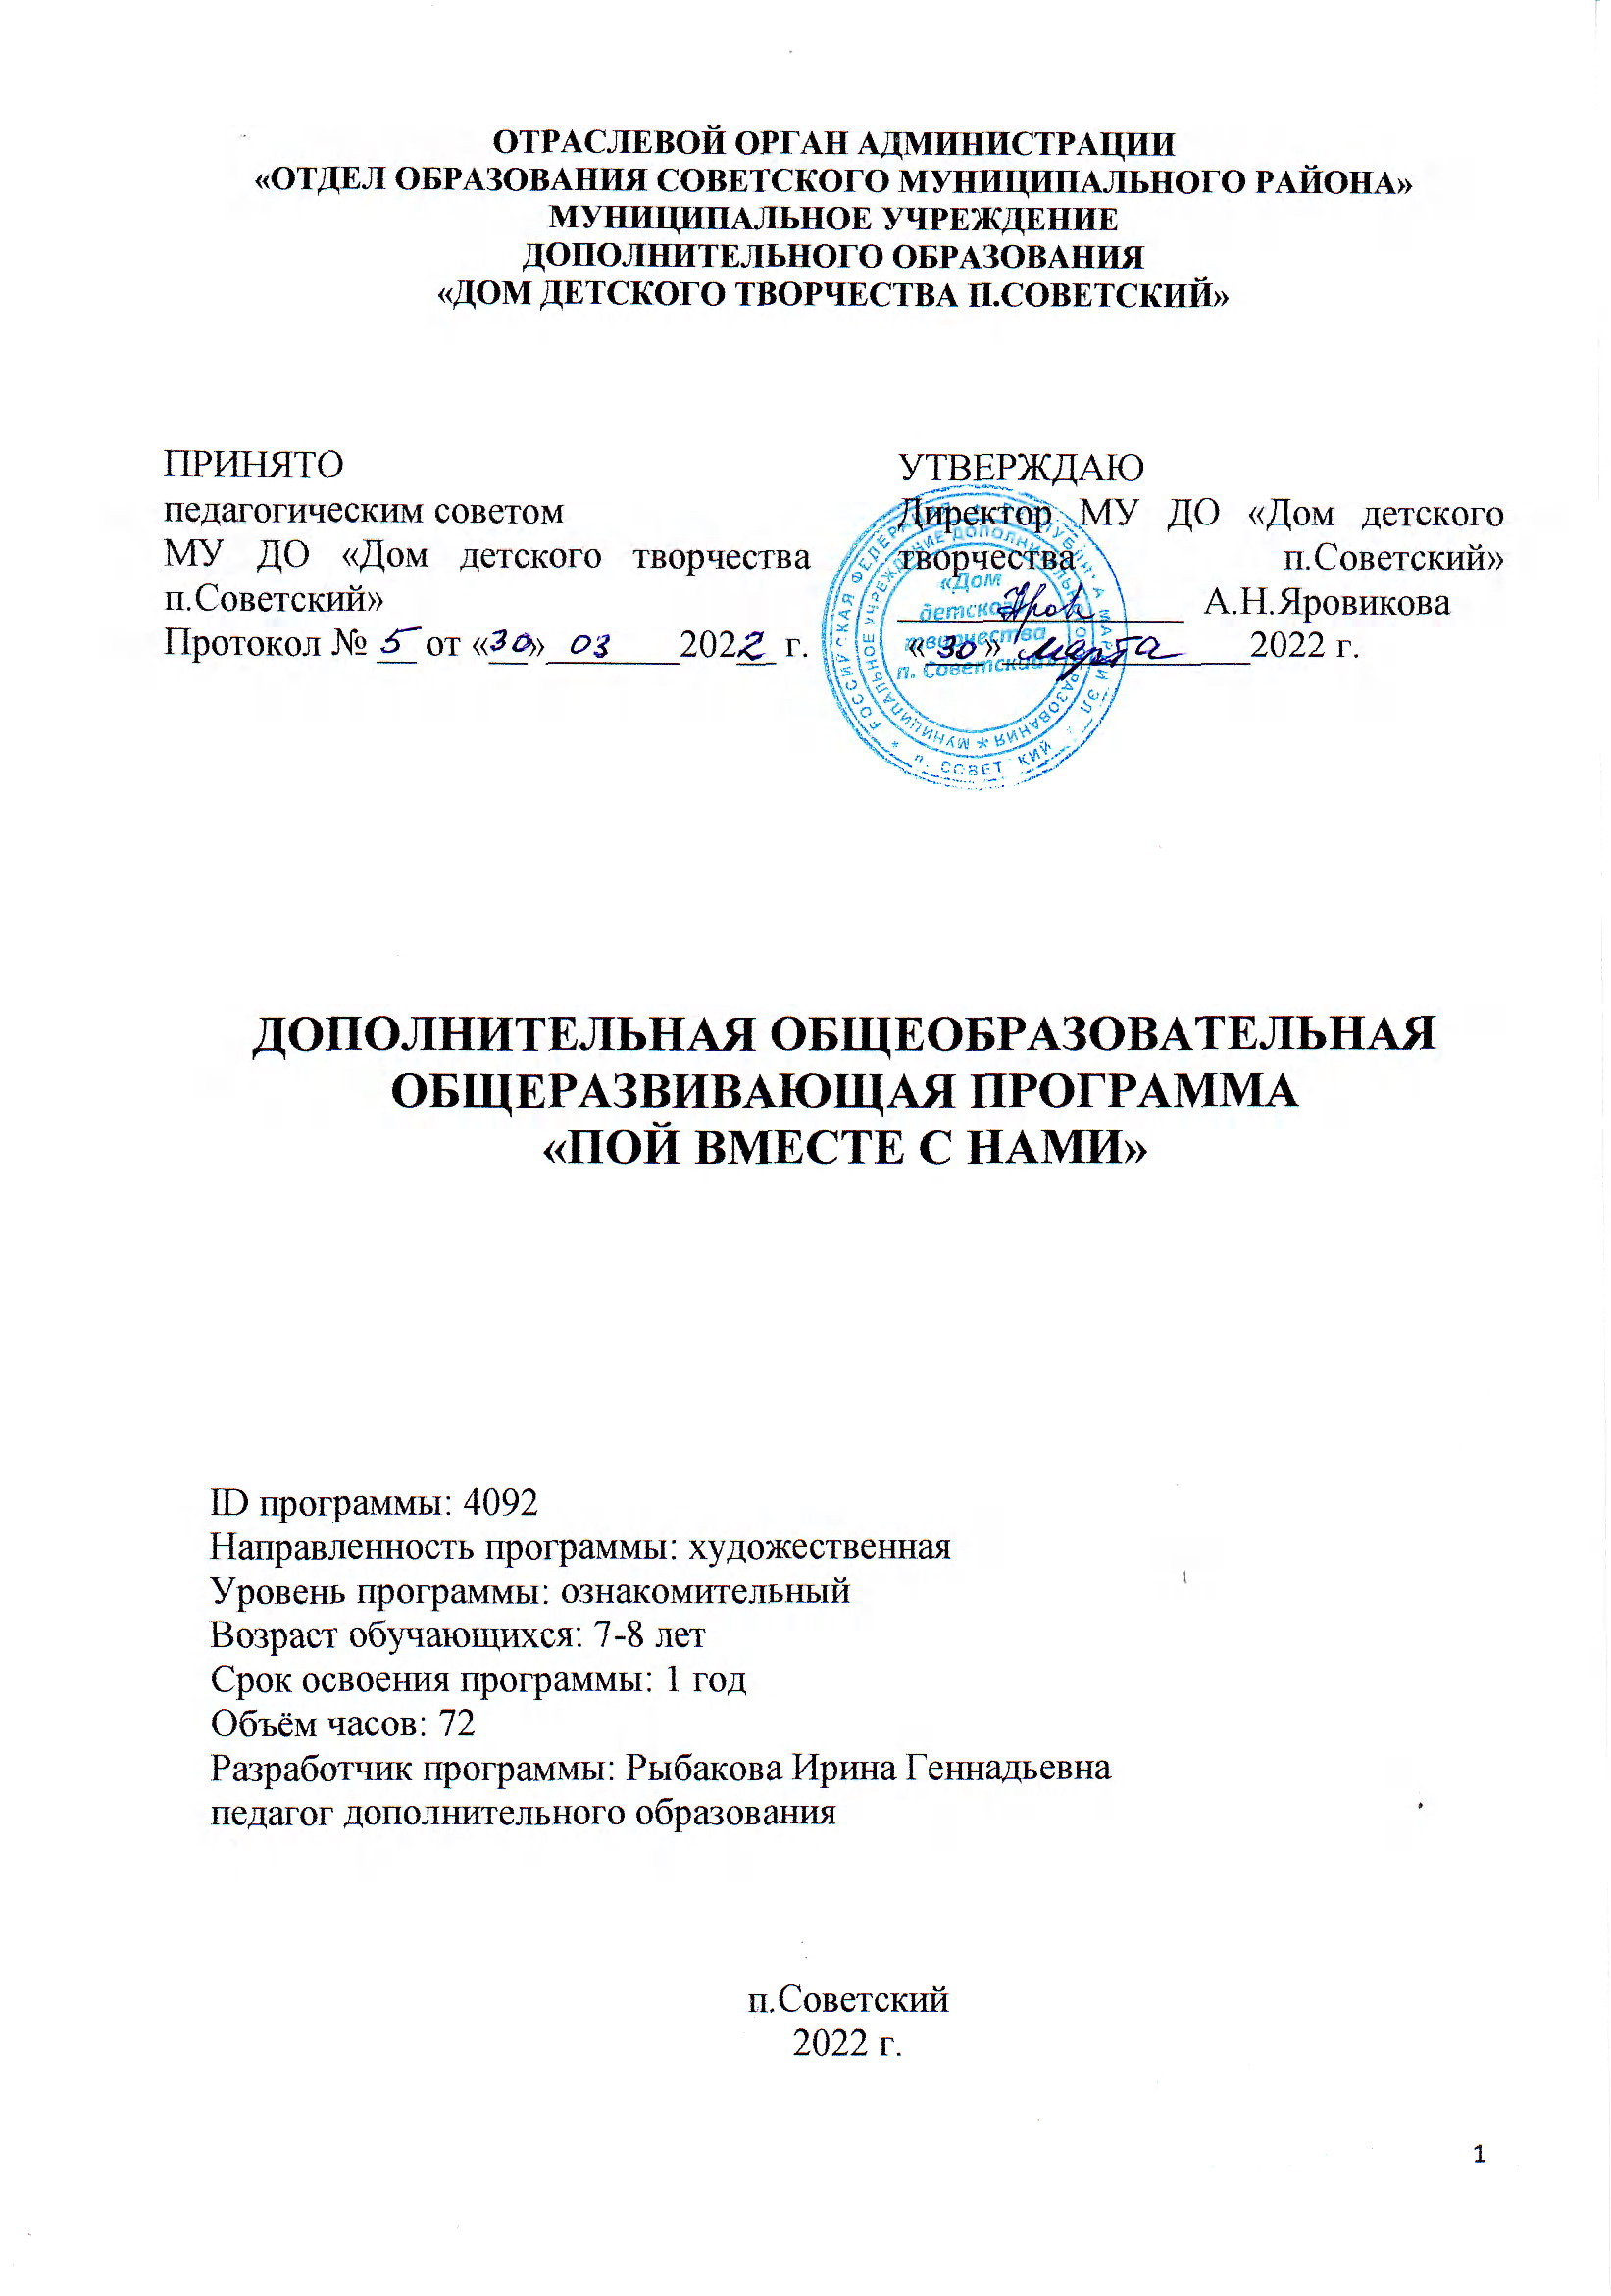 ОТРАСЛЕВОЙ ОРГАН АДМИНИСТРАЦИИ
«ОТДЕЛ ОБРАЗОВАНИЯ СОВЕТСКОГО МУНИЦИПАЛЬНОГО РАЙОНА»
МУНИЦИПАЛЬНОЕ УЧРЕЖДЕНИЕ
ДОПОЛНИТЕЛЬНОГО ОБРАЗОВАНИЯ
«ДОМ ДЕТСКОГО ТВОРЧЕСТВА П.СОВЕТСКИЙ»
ПРИНЯТО
педагогическим советом
МУ ДО «Дом детского творчества
п.Советский»
Протокол № 5 от «30» 03 2022 г.
УТВЕРЖДАЮ
Директор МУ ДО «Дом детского
творчества п.Советский»
А.Н.Яровикова
«30» марта 2022 г.
«Дом
детского
творчества
п. Советский»
ДОПОЛНИТЕЛЬНАЯ ОБЩЕОБРАЗОВАТЕЛЬНАЯ
ОБЩЕРАЗВИВАЮЩАЯ ПРОГРАММА
«ПОЙ ВМЕСТЕ С НАМИ»
ID программы: 4092
Направленность программы: художественная
Уровень программы: ознакомительный
Возраст обучающихся: 7-8 лет
Срок освоения программы: 1 год
Объём часов: 72
Разработчик программы: Рыбакова Ирина Геннадьевна
педагог дополнительного образования
п.Советский
2022 г.
1